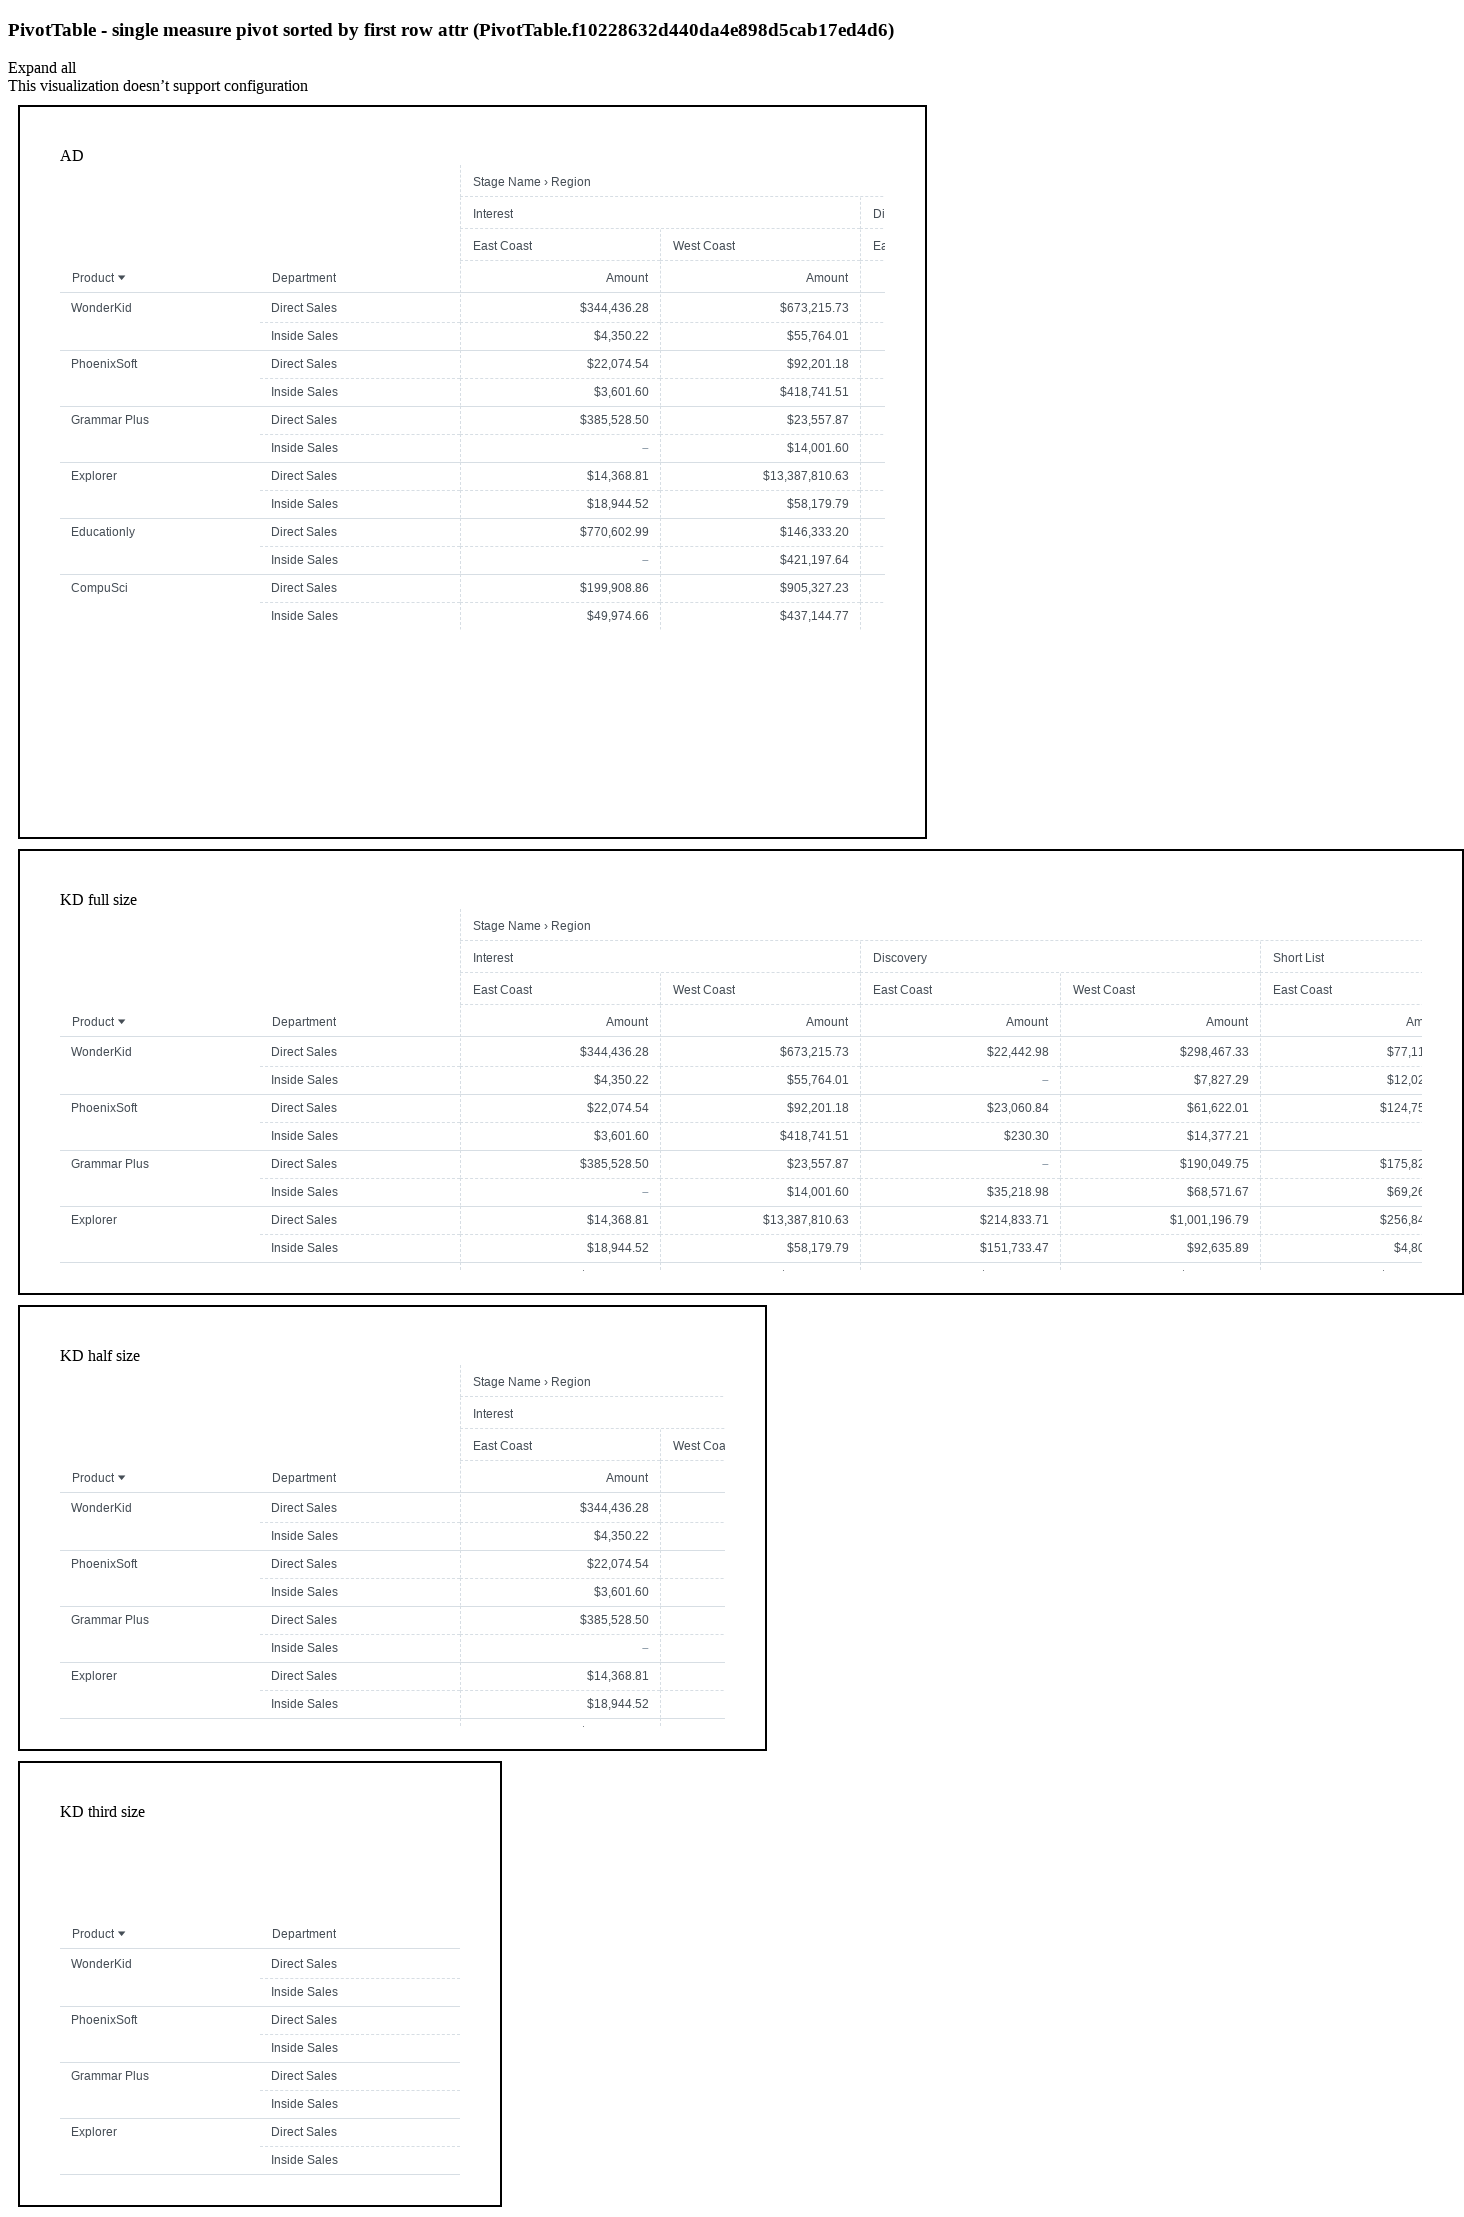 PivotTable - single measure pivot sorted by first row attr (PivotTable.f10228632d440da4e898d5cab17ed4d6)
Expand all
This visualization doesn’t support configuration
AD
Stage Name › Region
Interest Di
East Coast West Coast Ea
Product Department Amount Amount
WonderKid Direct Sales $344,436.28 $673,215.73
Inside Sales $4,350.22 $55,764.01
PhoenixSoft Direct Sales $22,074.54 $92,201.18
Inside Sales $3,601.60 $418,741.51
Grammar Plus Direct Sales $385,528.50 $23,557.87
Inside Sales – $14,001.60
Explorer Direct Sales $14,368.81 $13,387,810.63
Inside Sales $18,944.52 $58,179.79
Educationly Direct Sales $770,602.99 $146,333.20
Inside Sales – $421,197.64
CompuSci Direct Sales $199,908.86 $905,327.23
Inside Sales $49,974.66 $437,144.77
KD full size
Stage Name › Region
Interest Discovery Short List
East Coast West Coast East Coast West Coast East Coast
Product Department Amount Amount Amount Amount Am
WonderKid Direct Sales $344,436.28 $673,215.73 $22,442.98 $298,467.33 $77,11
Inside Sales $4,350.22 $55,764.01 – $7,827.29 $12,02
PhoenixSoft Direct Sales $22,074.54 $92,201.18 $23,060.84 $61,622.01 $124,75
Inside Sales $3,601.60 $418,741.51 $230.30 $14,377.21
Grammar Plus Direct Sales $385,528.50 $23,557.87 – $190,049.75 $175,82
Inside Sales – $14,001.60 $35,218.98 $68,571.67 $69,26
Explorer Direct Sales $14,368.81 $13,387,810.63 $214,833.71 $1,001,196.79 $256,84
Inside Sales $18,944.52 $58,179.79 $151,733.47 $92,635.89 $4,80
KD half size
Stage Name › Region
Interest
East Coast West Coa
Product Department Amount
WonderKid Direct Sales $344,436.28
Inside Sales $4,350.22
PhoenixSoft Direct Sales $22,074.54
Inside Sales $3,601.60
Grammar Plus Direct Sales $385,528.50
Inside Sales –
Explorer Direct Sales $14,368.81
Inside Sales $18,944.52
KD third size
Product Department
WonderKid Direct Sales
Inside Sales
PhoenixSoft Direct Sales
Inside Sales
Grammar Plus Direct Sales
Inside Sales
Explorer Direct Sales
Inside Sales